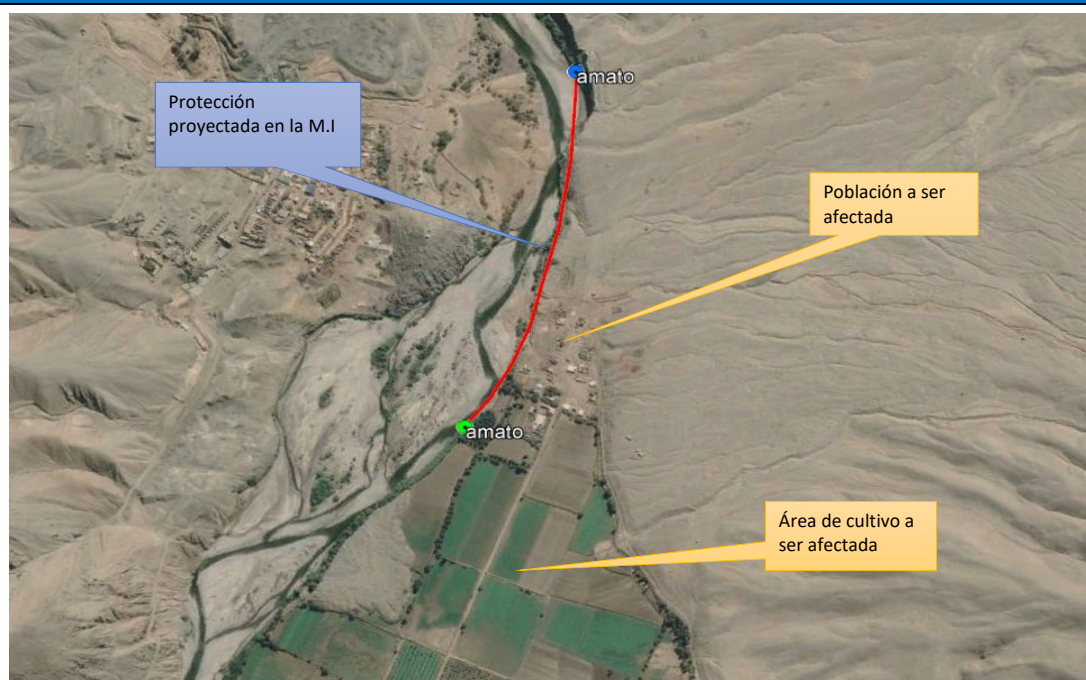 amato
Protección
proyectada en la M.I
Población a ser
afectada
amato
Área de cultivo a
ser afectada